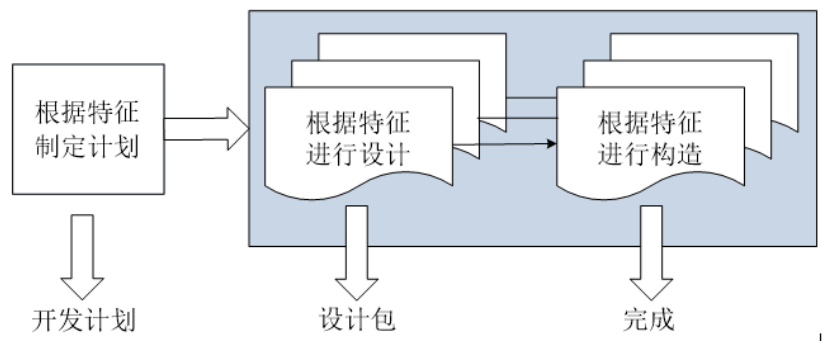 根据特征
制定计划
根据特征
进行设计
根据特征
进行构造
开发计划
设计包
完成